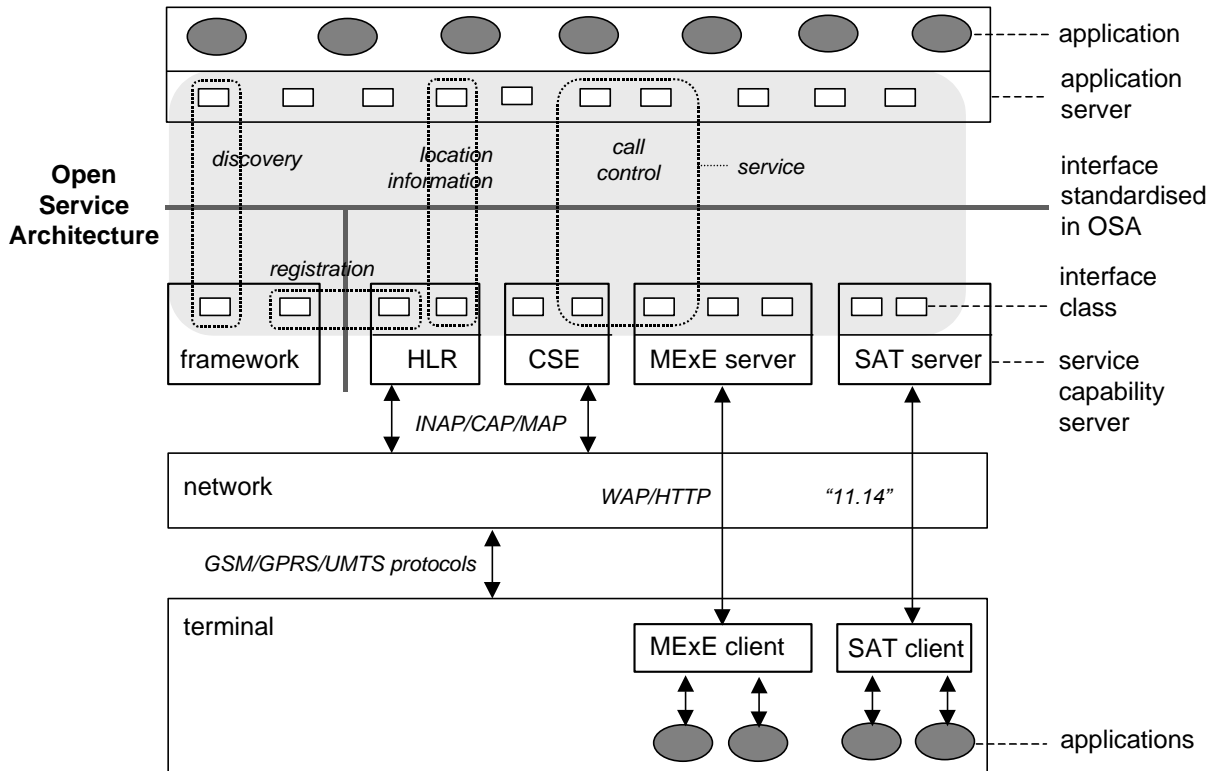 application
application
server
discovery
location
information
call
control
service
Open
Service
Architecture
interface
standardised
in OSA
registration
interface
class
framework
HLR
CSE
MExE server
SAT server
service
capability
server
INAP/CAP/MAP
network
WAP/HTTP
“11.14”
GSM/GPRS/UMTS protocols
terminal
MExE client
SAT client
applications